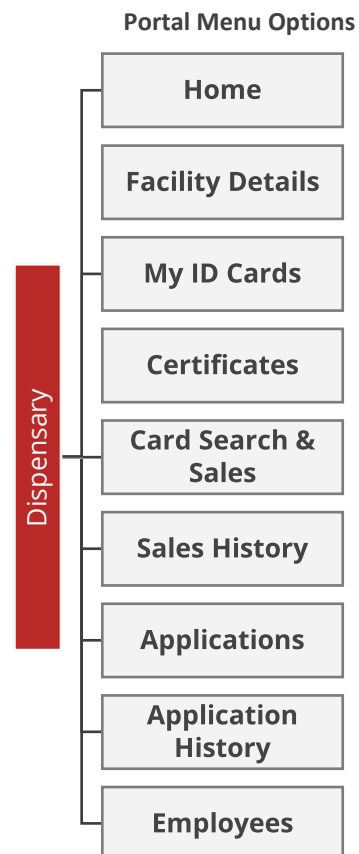 Portal Menu Options
Home
Facility Details
My ID Cards
Certificates
Dispensary
Card Search &
Sales
Sales History
Applications
Application
History
Employees